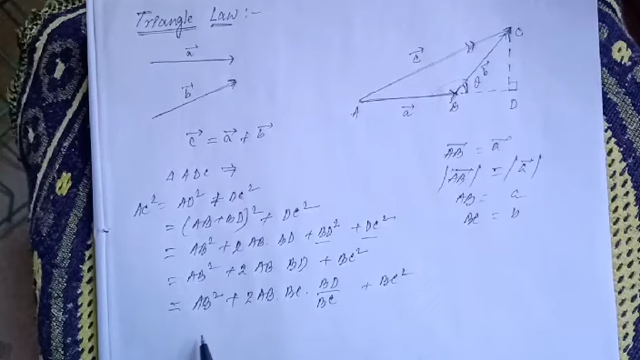 Triangle Law :-
a⃗
b⃗
c⃗ = a⃗ + b⃗
Δ ADC ⇒
AC² = AD² + DC²
= (AB+BD)² + DC²
= AB² + 2 AB. BD + BD² + DC²
= AB² + 2 AB. BD + BC²
= AB² + 2 AB. BC. BD/BC + BC²
C
c⃗
b⃗
θ
A
a⃗
B
D
AB⃗ = a⃗
|AB⃗| = |a⃗|
AB = a
BC = b